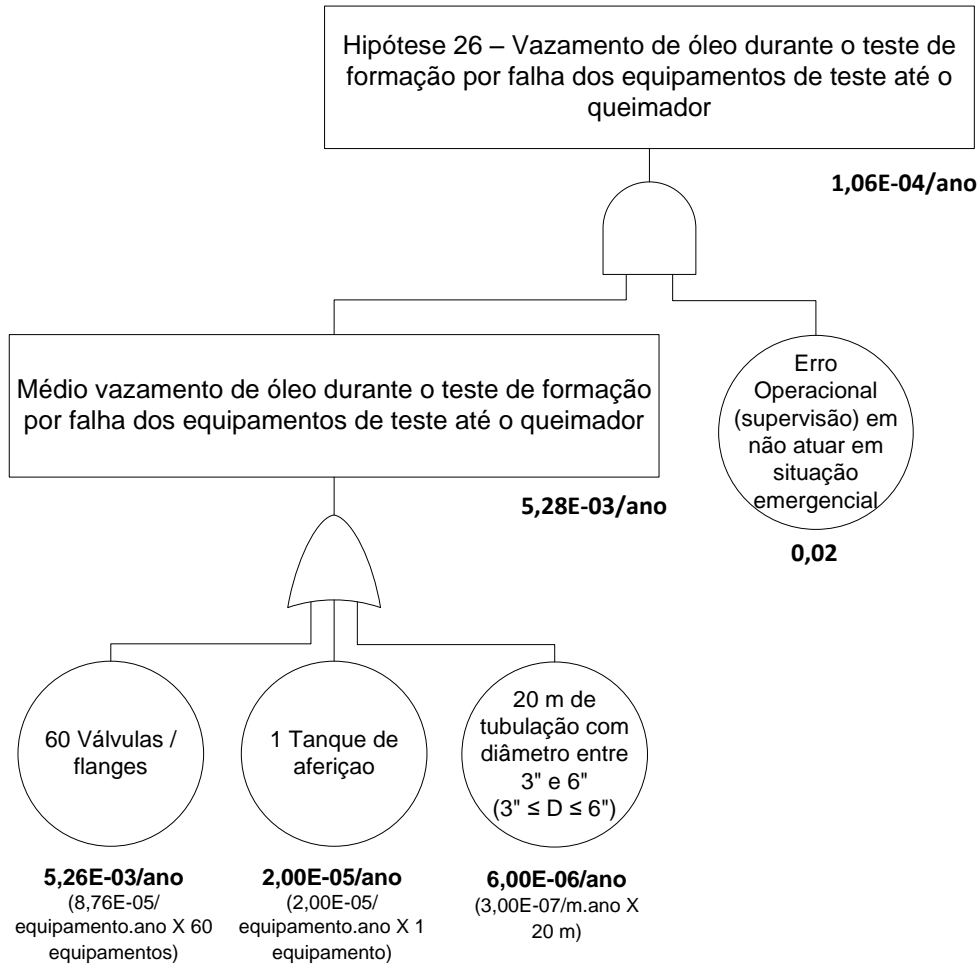 Hipótese 26 – Vazamento de óleo durante o teste de
formação por falha dos equipamentos de teste até o
queimador
1,06E-04/ano
Médio vazamento de óleo durante o teste de formação
por falha dos equipamentos de teste até o queimador
5,28E-03/ano
Erro
Operacional
(supervisão) em
não atuar em
situação
emergencial
0,02
60 Válvulas /
flanges
5,26E-03/ano
(8,76E-05/
equipamento.ano X 60
equipamentos)
1 Tanque de
aferiçao
2,00E-05/ano
(2,00E-05/
equipamento.ano X 1
equipamento)
20 m de
tubulação com
diâmetro entre
3" e 6"
(3" ≤ D ≤ 6")
6,00E-06/ano
(3,00E-07/m.ano X
20 m)